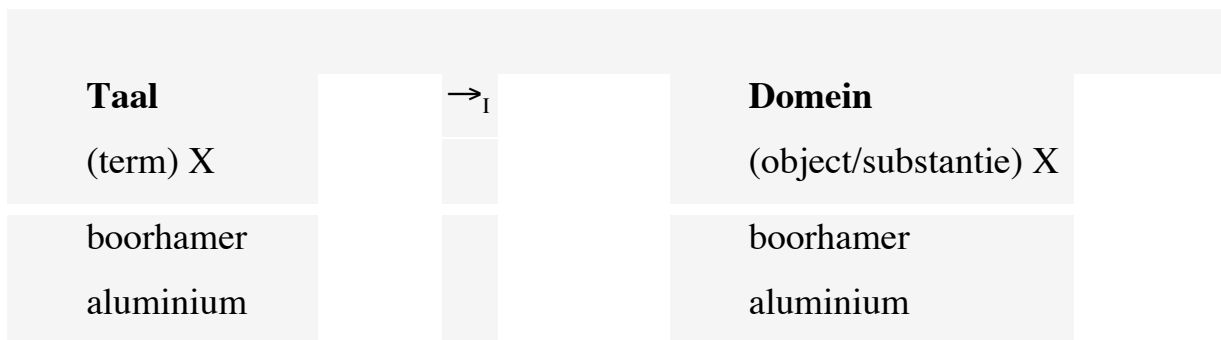 Taal →I Domein
(term) X (object/substantie) X
boorhamer boorhamer
aluminium aluminium